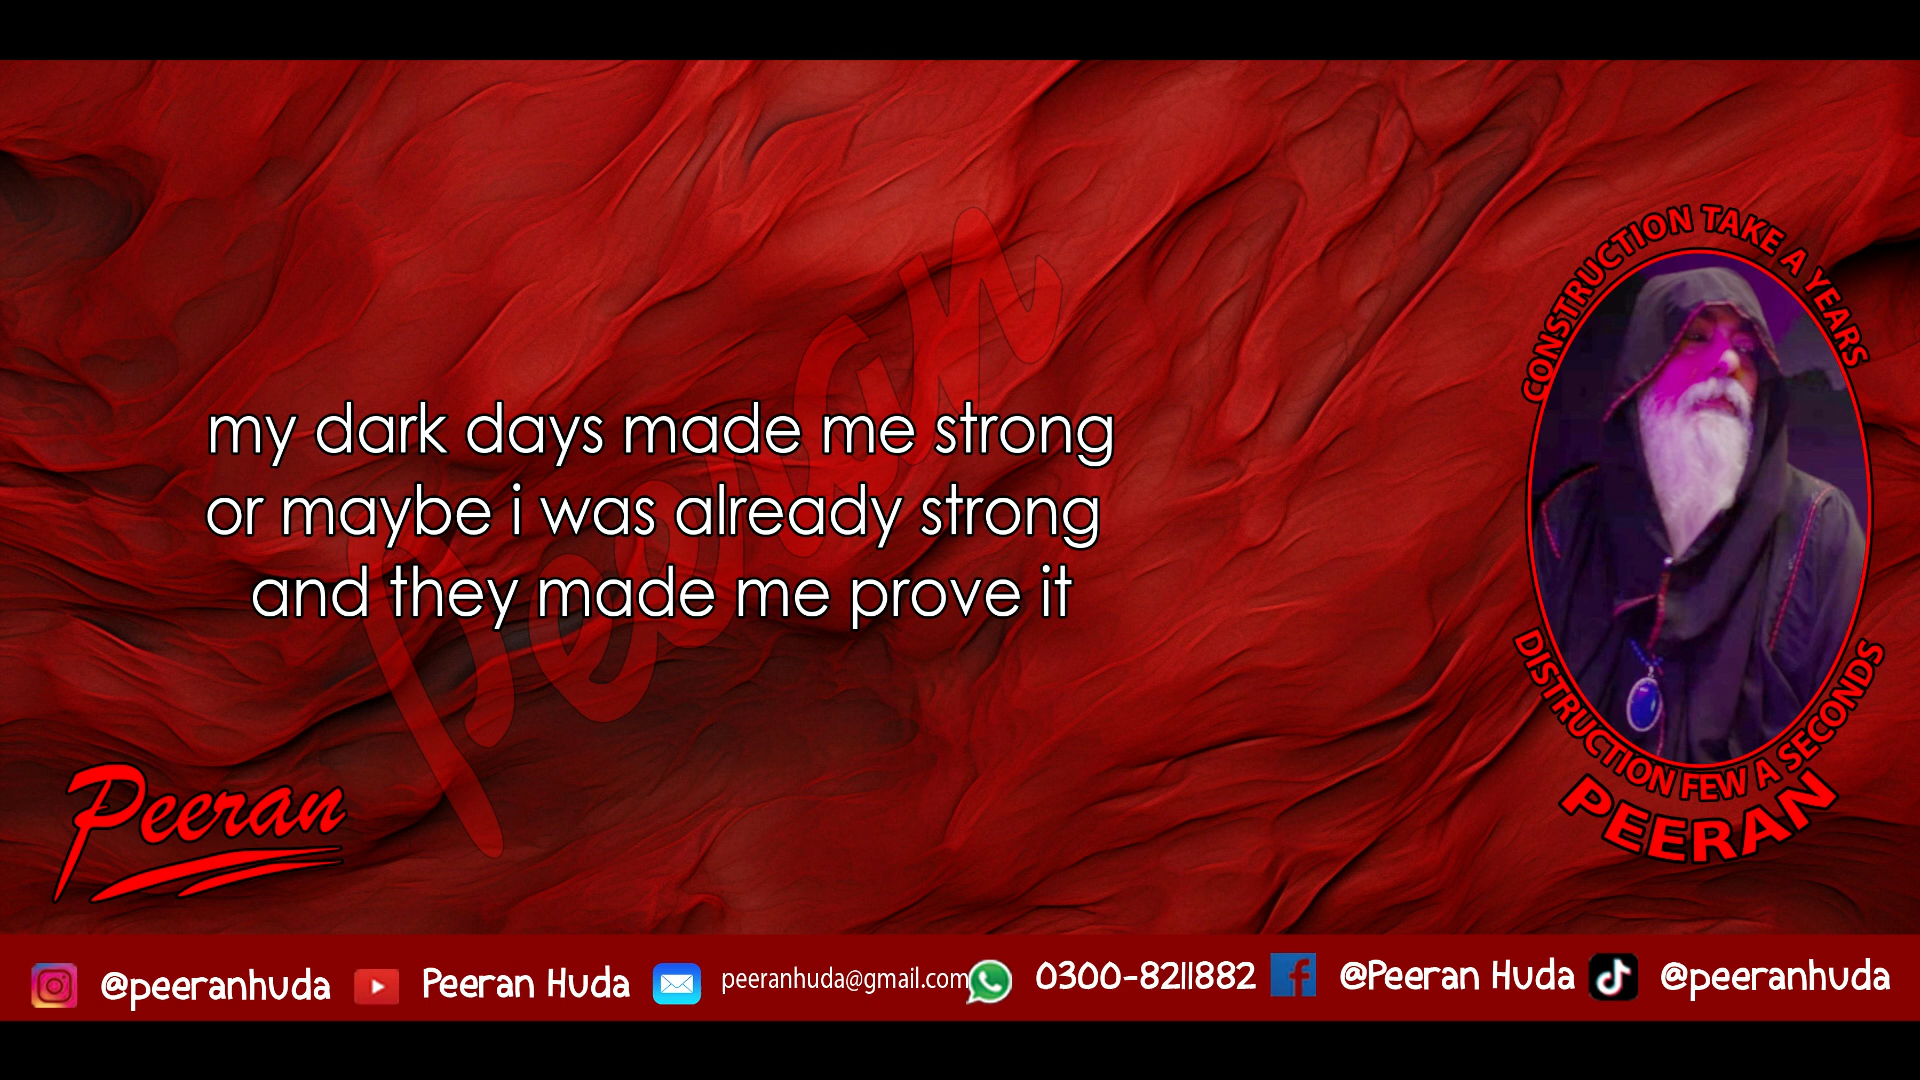 CONSTRUCTION TAKE A YEARS
my dark days made me strong
or maybe i was already strong
and they made me prove it
Peeran
DISTRUCTION FEW A SECONDS
PEERAN
Peeran
@peeranhuda Peeran Huda peeranhuda@gmail.com 0300-8211882 @Peeran Huda @peeranhuda